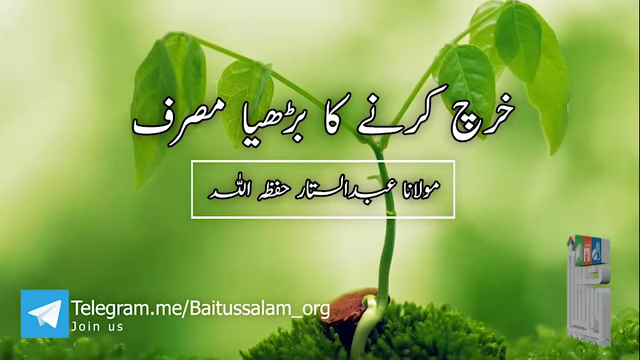 خرچ کرنے کا بڑھیا مصرف
مولانا عبدالستار حفظہ اللہ
Telegram.me/Baitussalam_org
Join us